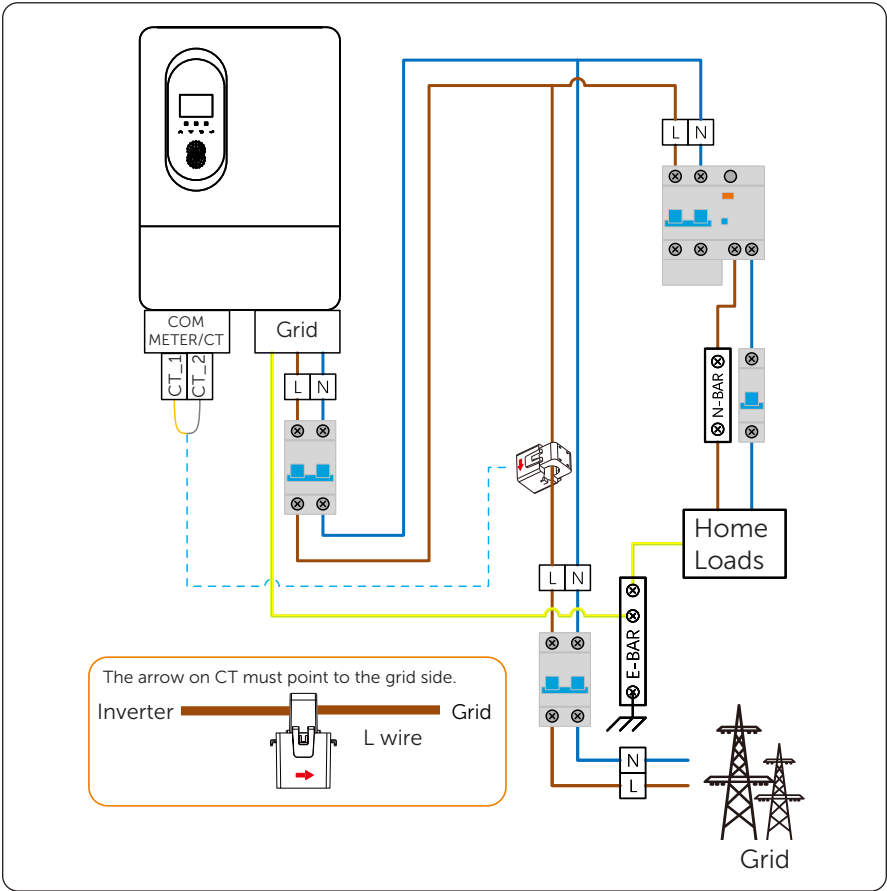 L N
COM
METER/CT
Grid
CT_1
CT_2
L N
N-BAR
Home
Loads
L N
E-BAR
The arrow on CT must point to the grid side.
Inverter
Grid
L wire
N
L
Grid